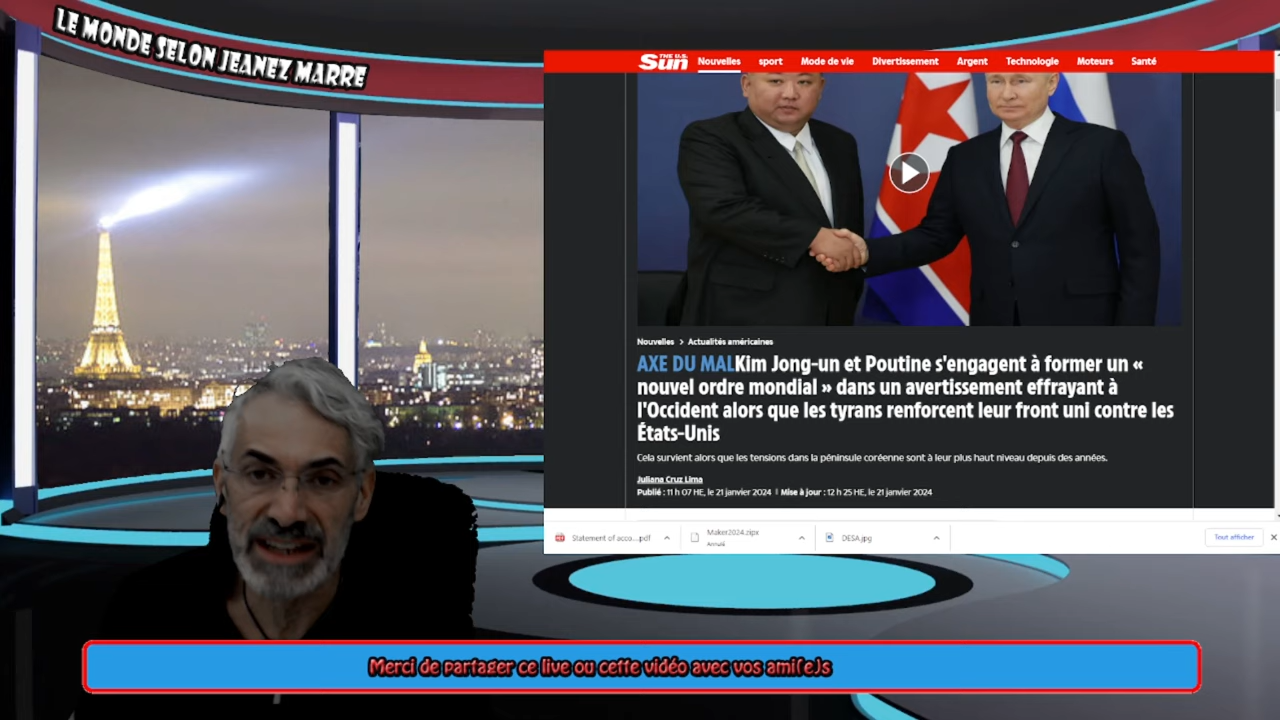 LE MONDE SELON JEANEZ MARRE
THE U.S. Sun
Nouvelles sport Mode de vie Divertissement Argent Technologie Moteurs Santé
Nouvelles > Actualités américaines
AXE DU MALKim Jong-un et Poutine s'engagent à former un «
nouvel ordre mondial » dans un avertissement effrayant à
l'Occident alors que les tyrans renforcent leur front uni contre les
États-Unis
Cela survient alors que les tensions dans la péninsule coréenne sont à leur plus haut niveau depuis des années.
Juliana Cruz Lima
Publié : 11 h 07 HE, le 21 janvier 2024 | Mise à jour : 12 h 25 HE, le 21 janvier 2024
Statement of acco....pdf
Maker2024.zipx
Annulé
DESA.jpg
Tout afficher
Merci de partager ce live ou cette vidéo avec vos ami(e)s